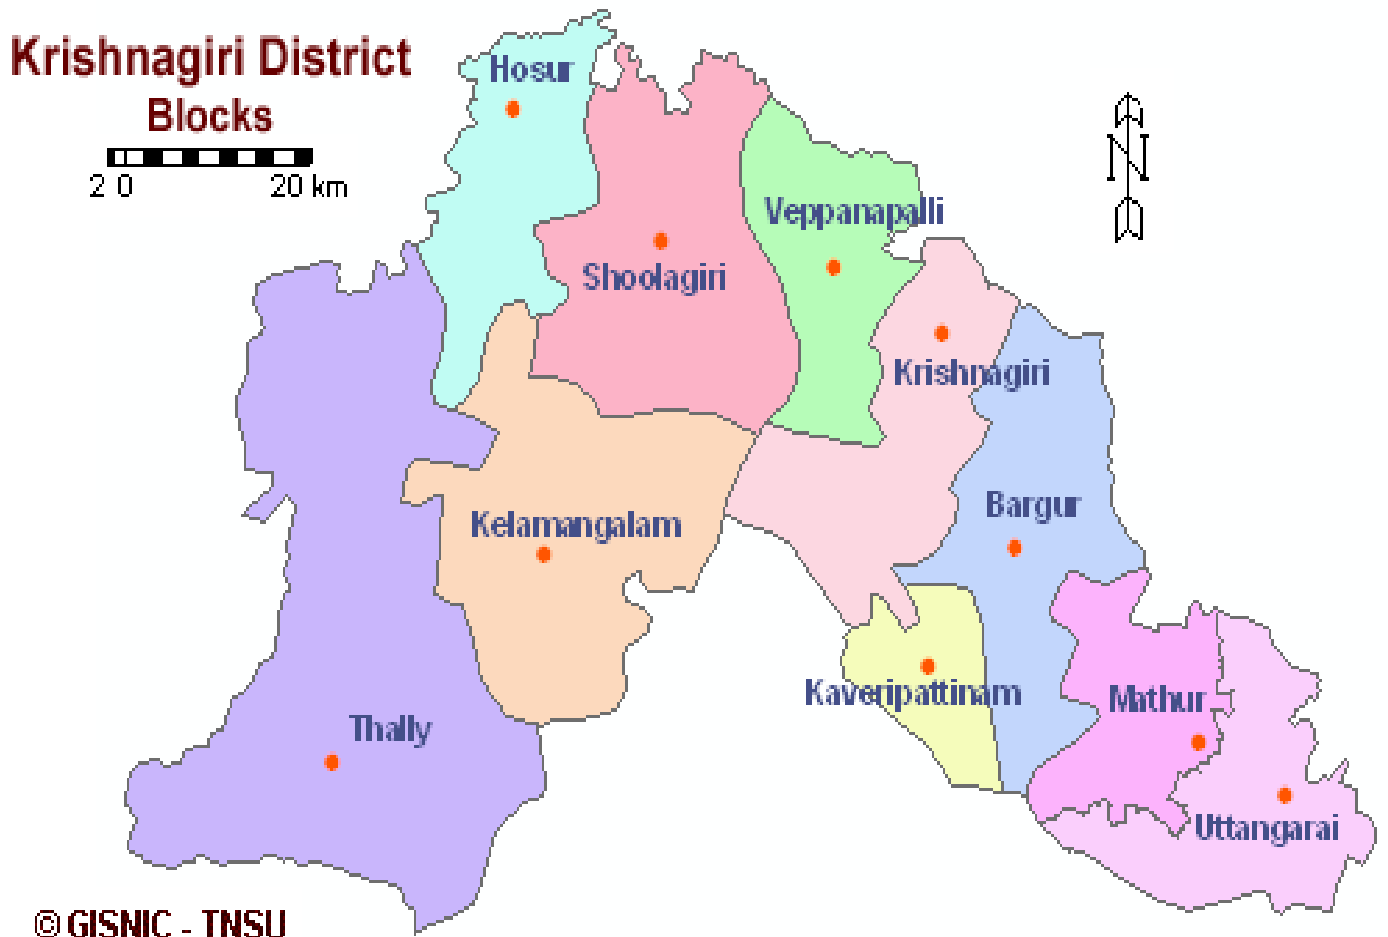 Krishnagiri District
Blocks
2 0 20 km
Hosur
N
Veppanapalli
Shoolagiri
Krishnagiri
Bargur
Kelamangalam
Kaveripattinam
Mathur
Thally
Uttangarai
© GISNIC - TNSU